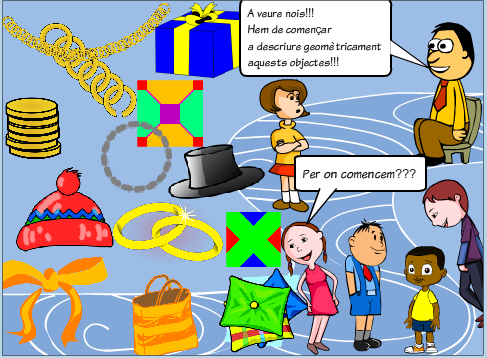 A veure nois!!!
Hem de començar
a descriure geomètricament
aquests objectes!!!
Per on comencem???